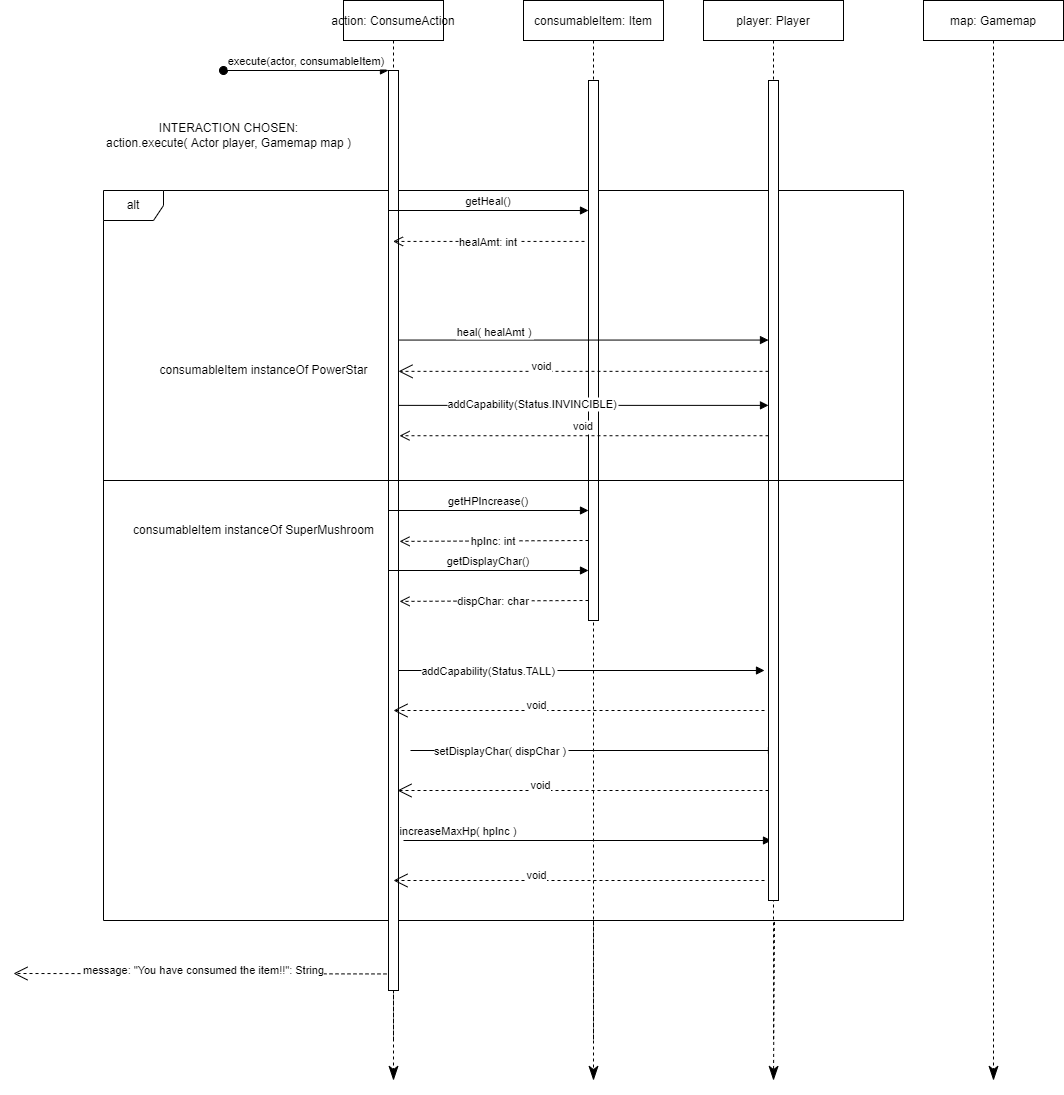 action: ConsumeAction
consumableItem: Item
player: Player
map: Gamemap
execute(actor, consumableItem)
INTERACTION CHOSEN:
action.execute( Actor player, Gamemap map )
alt
getHeal()
healAmt: int
heal( healAmt )
void
consumableItem instanceOf PowerStar
addCapability(Status.INVINCIBLE)
void
getHPIncrease()
consumableItem instanceOf SuperMushroom
hpInc: int
getDisplayChar()
dispChar: char
addCapability(Status.TALL)
void
setDisplayChar( dispChar )
void
increaseMaxHp( hpInc )
void
message: "You have consumed the item!!": String